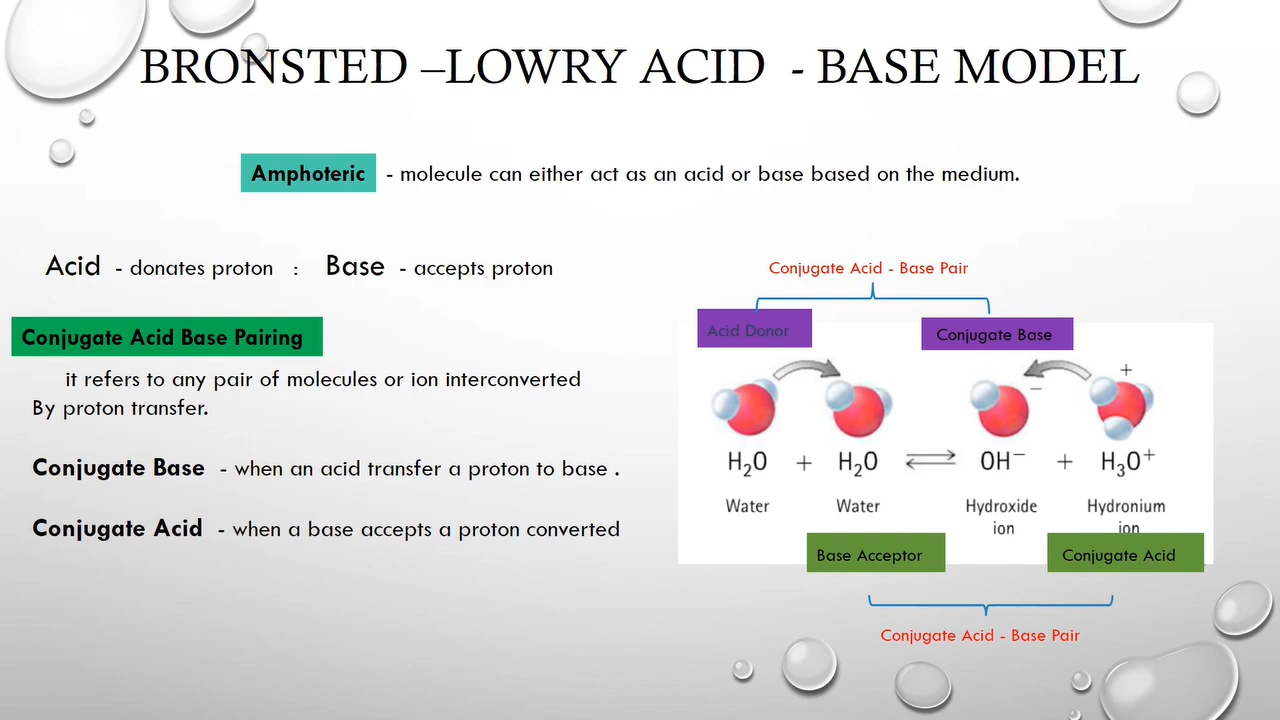 BRONSTED –LOWRY ACID - BASE MODEL
Amphoteric - molecule can either act as an acid or base based on the medium.
Acid - donates proton : Base - accepts proton
Conjugate Acid Base Pairing
it refers to any pair of molecules or ion interconverted
By proton transfer.
Conjugate Base - when an acid transfer a proton to base .
Conjugate Acid - when a base accepts a proton converted
Conjugate Acid - Base Pair
Acid Donor
Conjugate Base
− +
H₂O + H₂O ⇌ OH⁻ + H₃O⁺
Water Water Hydroxide Hydronium
ion ion
Base Acceptor
Conjugate Acid
Conjugate Acid - Base Pair